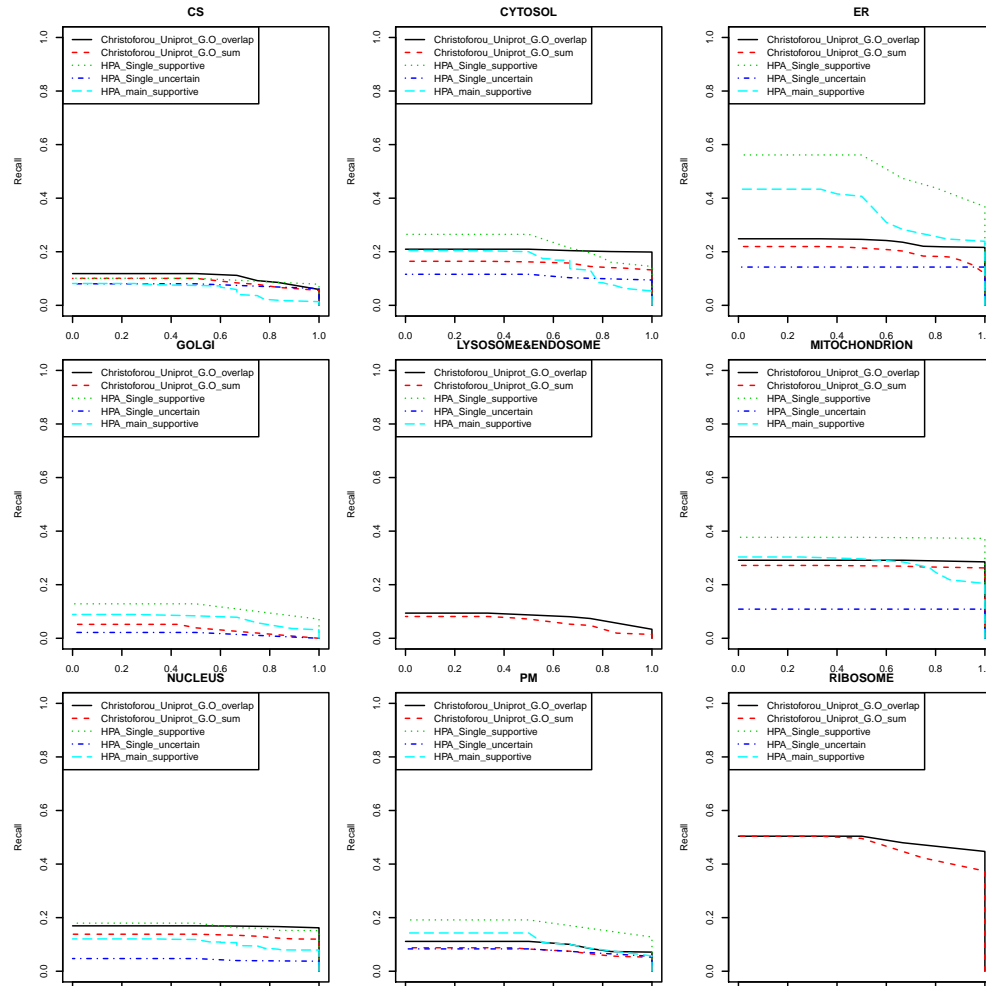 CS
CYTOSOL
ER
Christoforou_Uniprot_G.O_overlap
Christoforou_Uniprot_G.O_sum
HPA_Single_supportive
HPA_Single_uncertain
HPA_main_supportive
Recall
0.0 0.2 0.4 0.6 0.8 1.0
0.0 0.2 0.4 0.6 0.8 1.0
Christoforou_Uniprot_G.O_overlap
Christoforou_Uniprot_G.O_sum
HPA_Single_supportive
HPA_Single_uncertain
HPA_main_supportive
Recall
0.0 0.2 0.4 0.6 0.8 1.0
0.0 0.2 0.4 0.6 0.8 1.0
Christoforou_Uniprot_G.O_overlap
Christoforou_Uniprot_G.O_sum
HPA_Single_supportive
HPA_Single_uncertain
HPA_main_supportive
Recall
0.0 0.2 0.4 0.6 0.8 1.0
0.0 0.2 0.4 0.6 0.8
GOLGI
LYSOSOME&ENDOSOME
MITOCHONDRION
Christoforou_Uniprot_G.O_overlap
Christoforou_Uniprot_G.O_sum
HPA_Single_supportive
HPA_Single_uncertain
HPA_main_supportive
Recall
0.0 0.2 0.4 0.6 0.8 1.0
0.0 0.2 0.4 0.6 0.8 1.0
Christoforou_Uniprot_G.O_overlap
Christoforou_Uniprot_G.O_sum
HPA_Single_supportive
HPA_Single_uncertain
HPA_main_supportive
Recall
0.0 0.2 0.4 0.6 0.8 1.0
0.0 0.2 0.4 0.6 0.8 1.0
Christoforou_Uniprot_G.O_overlap
Christoforou_Uniprot_G.O_sum
HPA_Single_supportive
HPA_Single_uncertain
HPA_main_supportive
Recall
0.0 0.2 0.4 0.6 0.8 1.0
0.0 0.2 0.4 0.6 0.8
NUCLEUS
PM
RIBOSOME
Christoforou_Uniprot_G.O_overlap
Christoforou_Uniprot_G.O_sum
HPA_Single_supportive
HPA_Single_uncertain
HPA_main_supportive
Recall
0.0 0.2 0.4 0.6 0.8 1.0
Christoforou_Uniprot_G.O_overlap
Christoforou_Uniprot_G.O_sum
HPA_Single_supportive
HPA_Single_uncertain
HPA_main_supportive
Recall
0.0 0.2 0.4 0.6 0.8 1.0
Christoforou_Uniprot_G.O_overlap
Christoforou_Uniprot_G.O_sum
HPA_Single_supportive
HPA_Single_uncertain
HPA_main_supportive
Recall
0.0 0.2 0.4 0.6 0.8 1.0